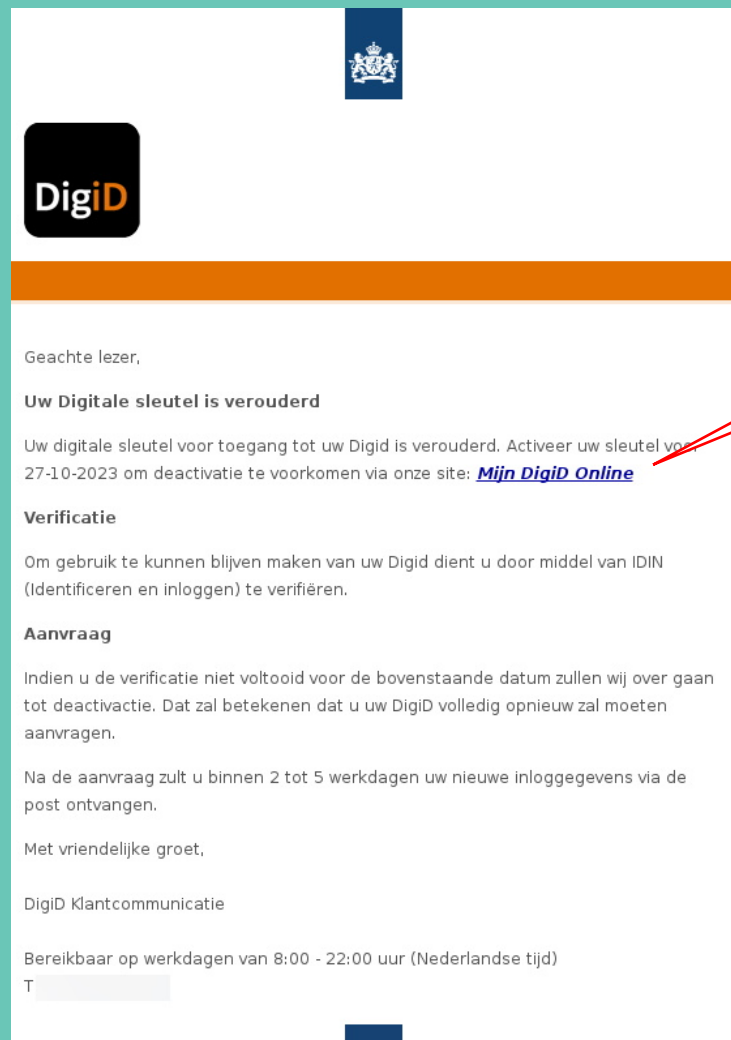 DigiD
Geachte lezer,
Uw Digitale sleutel is verouderd
Uw digitale sleutel voor toegang tot uw Digid is verouderd. Activeer uw sleutel voor
27-10-2023 om deactivatie te voorkomen via onze site: Mijn DigiD Online
Verificatie
Om gebruik te kunnen blijven maken van uw Digid dient u door middel van IDIN
(Identificeren en inloggen) te verifiëren.
Aanvraag
Indien u de verificatie niet voltooid voor de bovenstaande datum zullen wij over gaan
tot deactivactie. Dat zal betekenen dat u uw DigiD volledig opnieuw zal moeten
aanvragen.
Na de aanvraag zult u binnen 2 tot 5 werkdagen uw nieuwe inloggegevens via de
post ontvangen.
Met vriendelijke groet,
DigiD Klantcommunicatie
Bereikbaar op werkdagen van 8:00 - 22:00 uur (Nederlandse tijd)
T